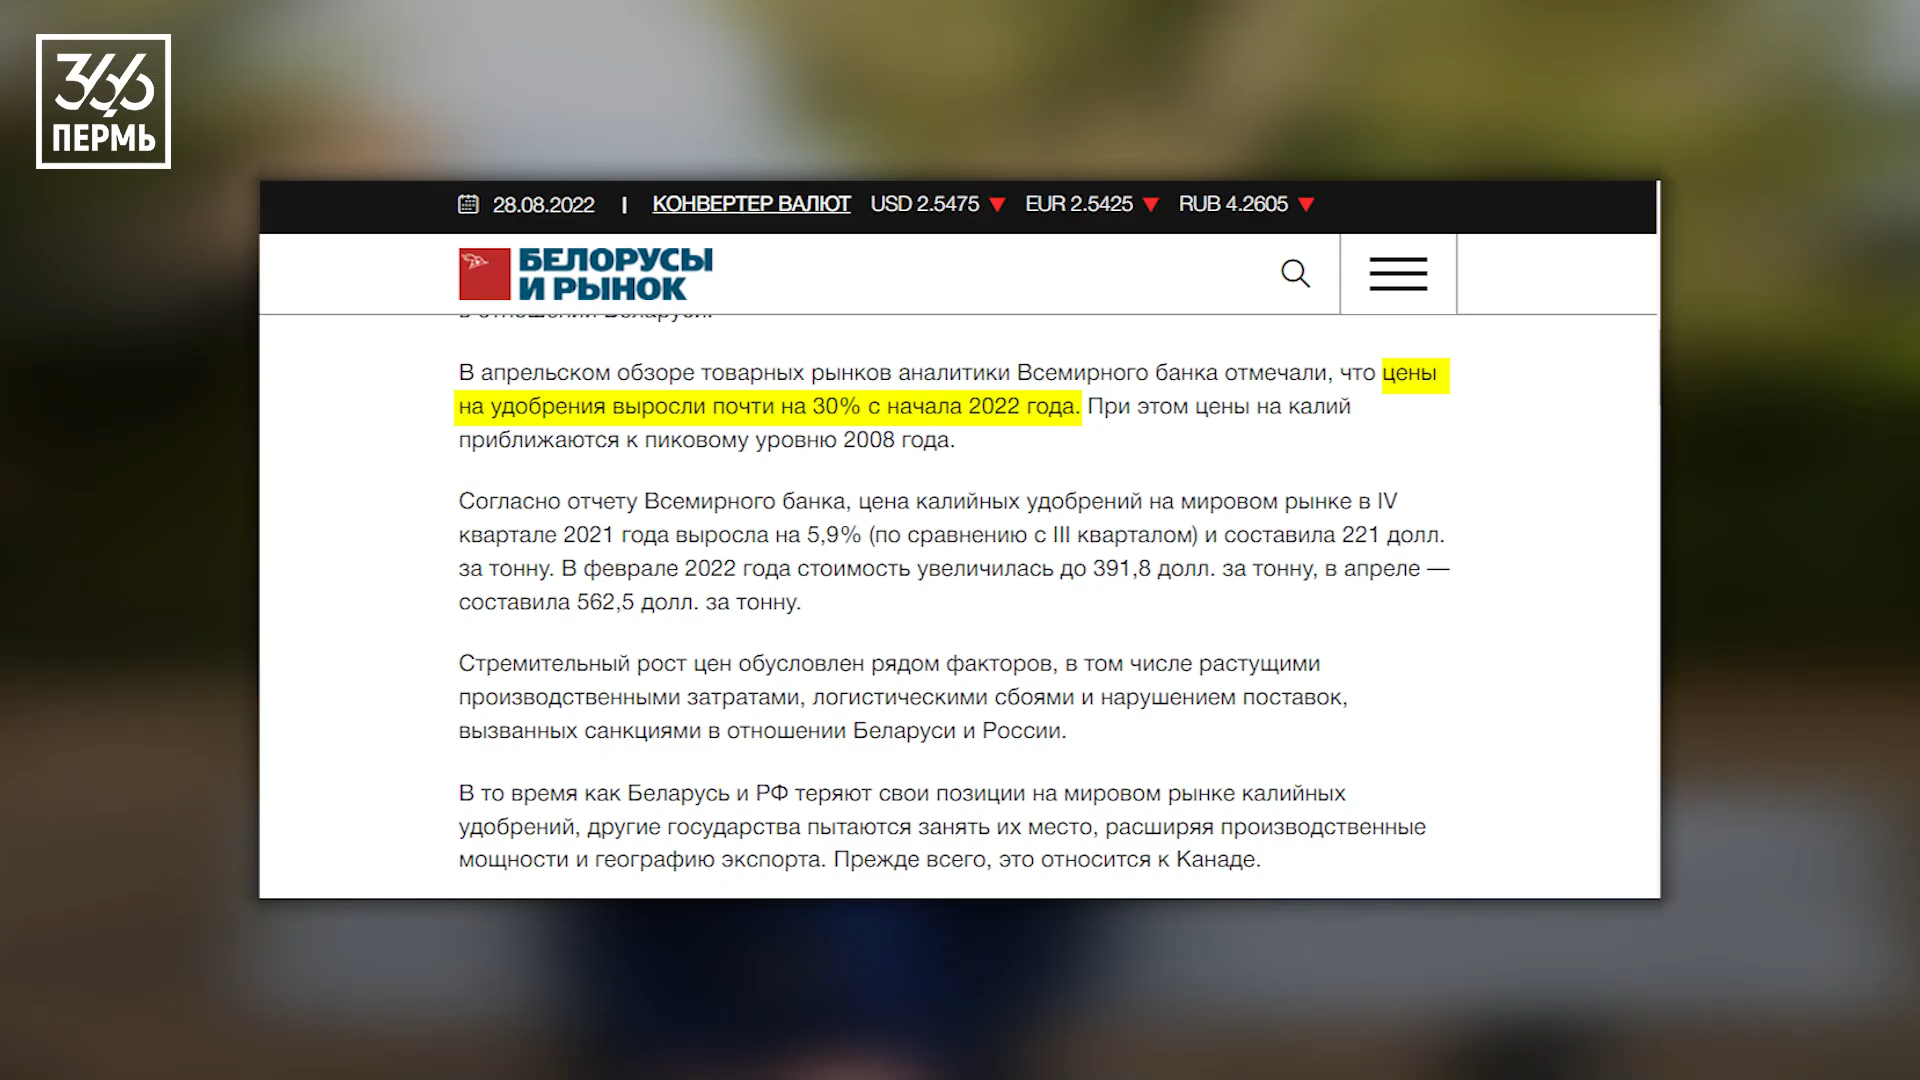 366
ПЕРМЬ
28.08.2022 | КОНВЕРТЕР ВАЛЮТ USD 2.5475 ▼ EUR 2.5425 ▼ RUB 4.2605 ▼
БЕЛОРУСЫ
И РЫНОК
в отношении Беларуси.
В апрельском обзоре товарных рынков аналитики Всемирного банка отмечали, что цены
на удобрения выросли почти на 30% с начала 2022 года. При этом цены на калий
приближаются к пиковому уровню 2008 года.
Согласно отчету Всемирного банка, цена калийных удобрений на мировом рынке в IV
квартале 2021 года выросла на 5,9% (по сравнению с III кварталом) и составила 221 долл.
за тонну. В феврале 2022 года стоимость увеличилась до 391,8 долл. за тонну, в апреле —
составила 562,5 долл. за тонну.
Стремительный рост цен обусловлен рядом факторов, в том числе растущими
производственными затратами, логистическими сбоями и нарушением поставок,
вызванных санкциями в отношении Беларуси и России.
В то время как Беларусь и РФ теряют свои позиции на мировом рынке калийных
удобрений, другие государства пытаются занять их место, расширяя производственные
мощности и географию экспорта. Прежде всего, это относится к Канаде.